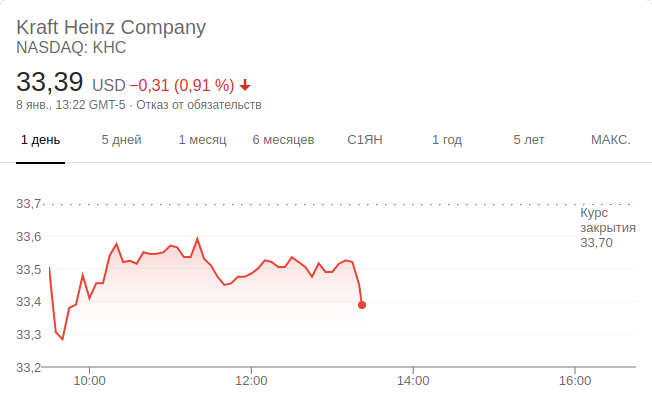 Kraft Heinz Company
NASDAQ: KHC
33,39 USD −0,31 (0,91 %)
8 янв., 13:22 GMT-5 · Отказ от обязательств
1 день 5 дней 1 месяц 6 месяцев С1ЯН 1 год 5 лет МАКС.
33,7
Курс
закрытия
33,70
33,6
33,5
33,4
33,3
33,2
10:00 12:00 14:00 16:00